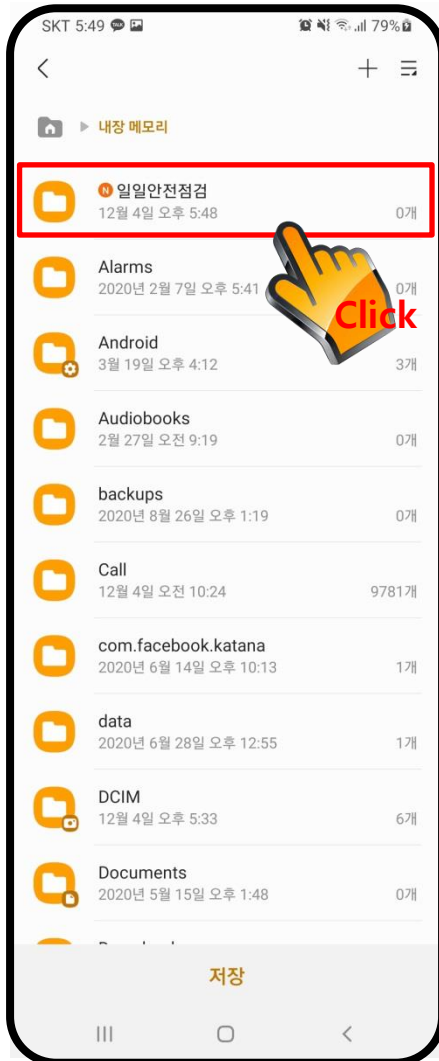 SKT 5:49
79%
내장 메모리
N 일일안전점검
12월 4일 오후 5:48 0개
Alarms
2020년 2월 7일 오후 5:41 0개
Click
Android
3월 19일 오후 4:12 3개
Audiobooks
2월 27일 오전 9:19 0개
backups
2020년 8월 26일 오후 1:19 0개
Call
12월 4일 오전 10:24 9781개
com.facebook.katana
2020년 6월 14일 오후 10:13 1개
data
2020년 6월 28일 오후 12:55 1개
DCIM
12월 4일 오후 5:33 6개
Documents
2020년 5월 15일 오후 1:48 0개
저장